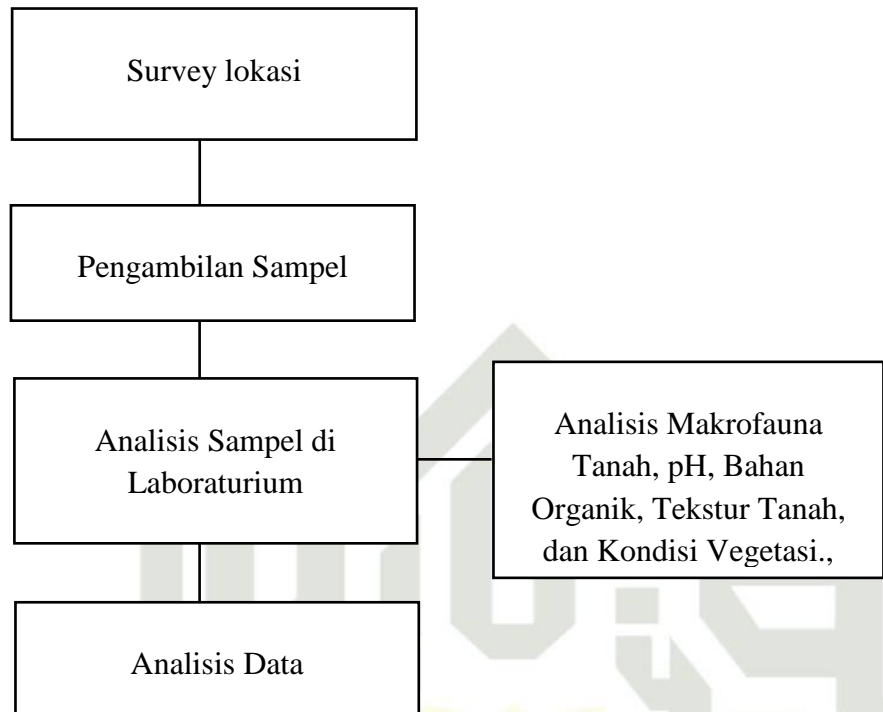 Survey lokasi
Pengambilan Sampel
Analisis Sampel di
Laboraturium
Analisis Makrofauna
Tanah, pH, Bahan
Organik, Tekstur Tanah,
dan Kondisi Vegetasi.,
Analisis Data